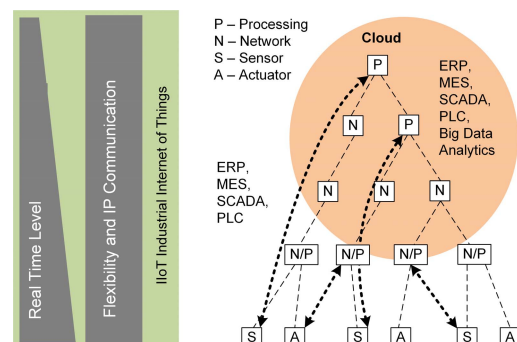 Real Time Level
Flexibility and IP Communication
IIoT Industrial Internet of Things
P – Processing
N – Network
S – Sensor
A – Actuator
Cloud
P
ERP,
MES,
SCADA,
PLC,
Big Data
Analytics
N
P
ERP,
MES,
SCADA,
PLC
N
N
N
N/P
N/P
N/P
N/P
S
A
S
A
S
A